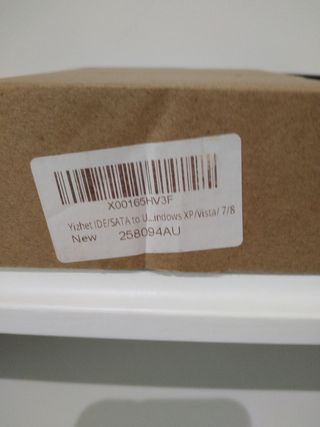 X00165HV3F
Yizhet IDE/SATA to U...indows XP/Vista/ 7/8
New 258094AU